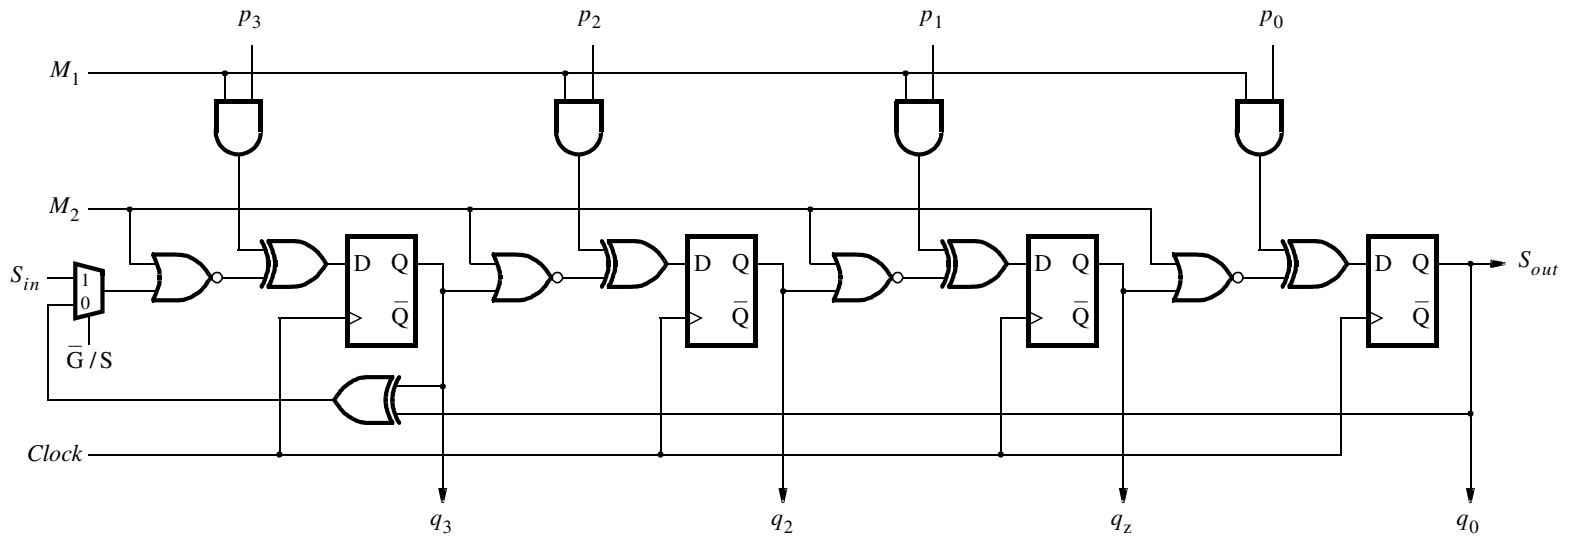 p3 p2 p1 p0
M1
M2
D Q D Q D Q D Q Sout
Sin 1
0
Q̅ Q̅ Q̅ Q̅
G̅ / S
Clock
q3 q2 qz q0